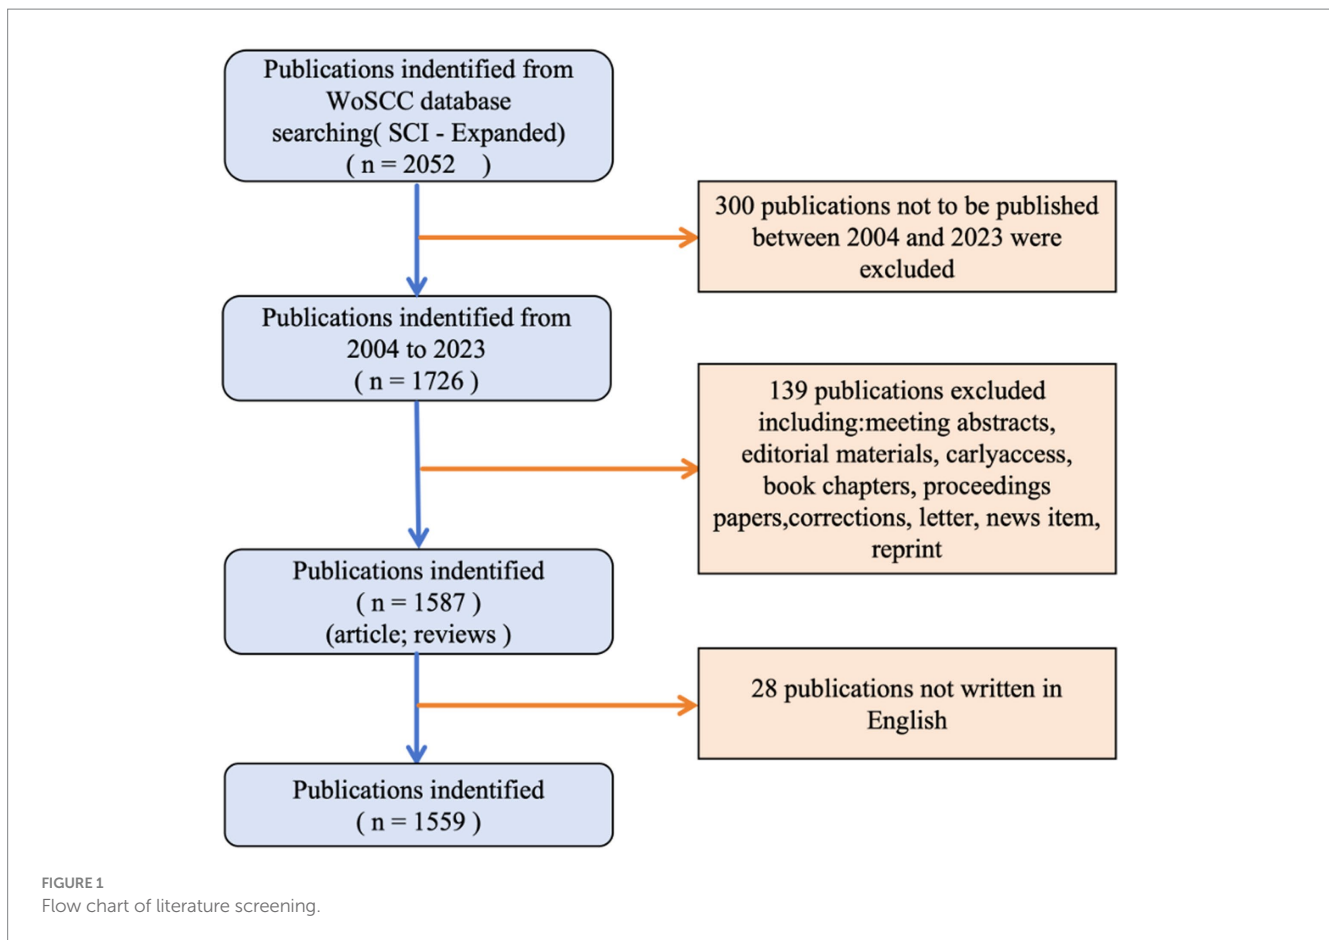 Publications indentified from
WoSCC database
searching( SCI - Expanded)
( n = 2052 )
300 publications not to be published
between 2004 and 2023 were
excluded
Publications indentified from
2004 to 2023
( n = 1726 )
139 publications excluded
including:meeting abstracts,
editorial materials, carlyaccess,
book chapters, proceedings
papers,corrections, letter, news item,
reprint
Publications indentified
( n = 1587 )
(article; reviews )
28 publications not written in
English
Publications indentified
( n = 1559 )
FIGURE 1
Flow chart of literature screening.